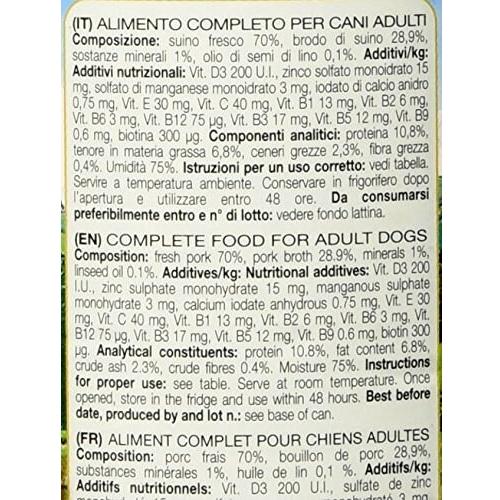 (IT) ALIMENTO COMPLETO PER CANI ADULTI
Composizione: suino fresco 70%, brodo di suino 28,9%,
sostanze minerali 1%, olio di semi di lino 0,1%. Additivi/kg:
Additivi nutrizionali: Vit. D3 200 U.I., zinco solfato monoidrato 15
mg, solfato di manganese monoidrato 3 mg, iodato di calcio anidro
0,75 mg, Vit. E 30 mg, Vit. C 40 mg, Vit. B1 13 mg, Vit. B2 6 mg,
Vit. B6 3 mg, Vit. B12 75 µg, Vit. B3 17 mg, Vit. B5 12 mg, Vit. B9
0,6 mg, biotina 300 µg. Componenti analitici: proteina 10,8%,
tenore in materia grassa 6,8%, ceneri grezze 2,3%, fibra grezza
0,4%. Umidità 75%. Istruzioni per un uso corretto: vedi tabella.
Servire a temperatura ambiente. Conservare in frigorifero dopo
l'apertura e utilizzare entro 48 ore. Da consumarsi
preferibilmente entro e n° di lotto: vedere fondo lattina.
(EN) COMPLETE FOOD FOR ADULT DOGS
Composition: fresh pork 70%, pork broth 28.9%, minerals 1%,
linseed oil 0.1%. Additives/kg: Nutritional additives: Vit. D3 200
I.U., zinc sulphate monohydrate 15 mg, manganous sulphate
monohydrate 3 mg, calcium iodate anhydrous 0.75 mg, Vit. E 30
mg, Vit. C 40 mg, Vit. B1 13 mg, Vit. B2 6 mg, Vit. B6 3 mg, Vit.
B12 75 µg, Vit. B3 17 mg, Vit. B5 12 mg, Vit. B9 0.6 mg, biotin 300
µg. Analytical constituents: protein 10.8%, fat content 6.8%,
crude ash 2.3%, crude fibres 0.4%. Moisture 75%. Instructions
for proper use: see table. Serve at room temperature. Once
opened, store in the fridge and use within 48 hours. Best before
date, produced by and lot n.: see base of can.
(FR) ALIMENT COMPLET POUR CHIENS ADULTES
Composition: porc frais 70%, bouillon de porc 28,9%,
substances minérales 1%, huile de lin 0,1 %. Additifs/kg:
Additifs nutritionnels: Vit. D3 200 U.I., sulfate de zinc